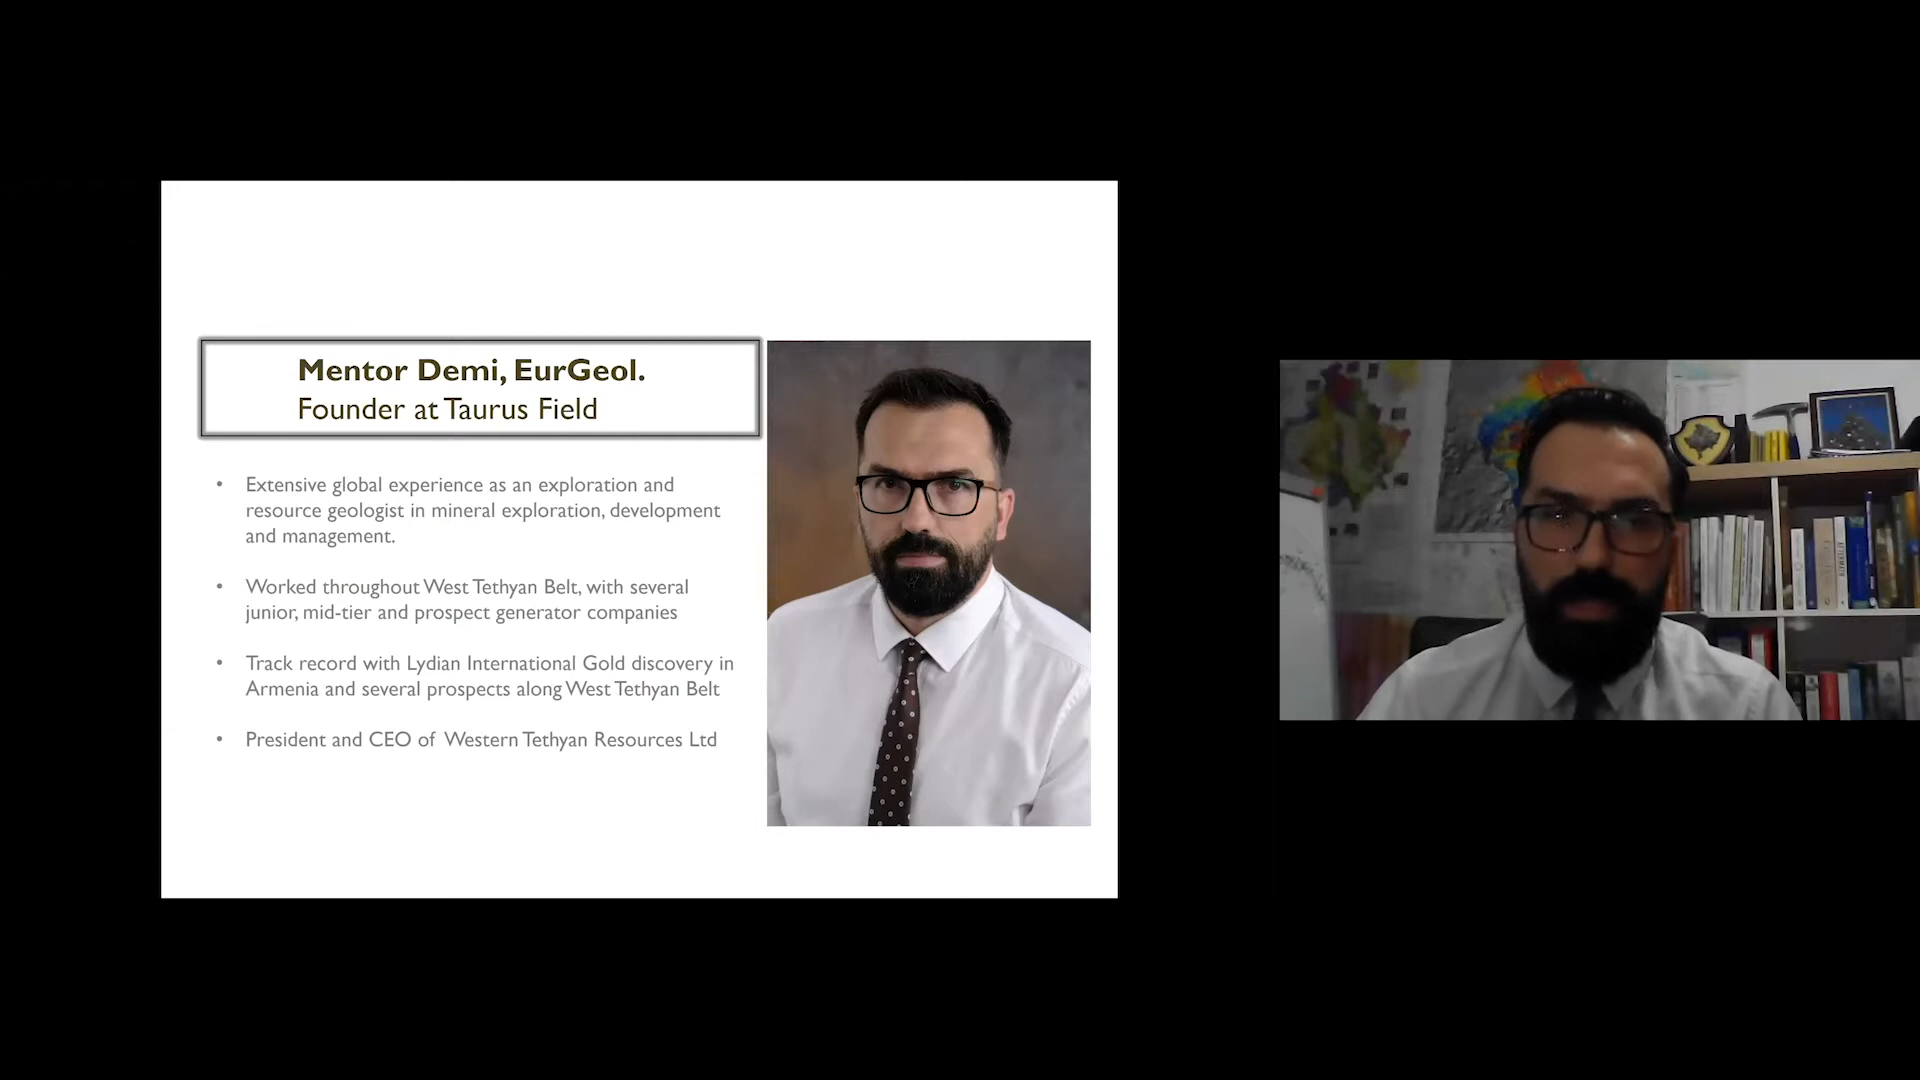 Mentor Demi, EurGeol.
Founder at Taurus Field
• Extensive global experience as an exploration and
resource geologist in mineral exploration, development
and management.
• Worked throughout West Tethyan Belt, with several
junior, mid-tier and prospect generator companies
• Track record with Lydian International Gold discovery in
Armenia and several prospects along West Tethyan Belt
• President and CEO of Western Tethyan Resources Ltd